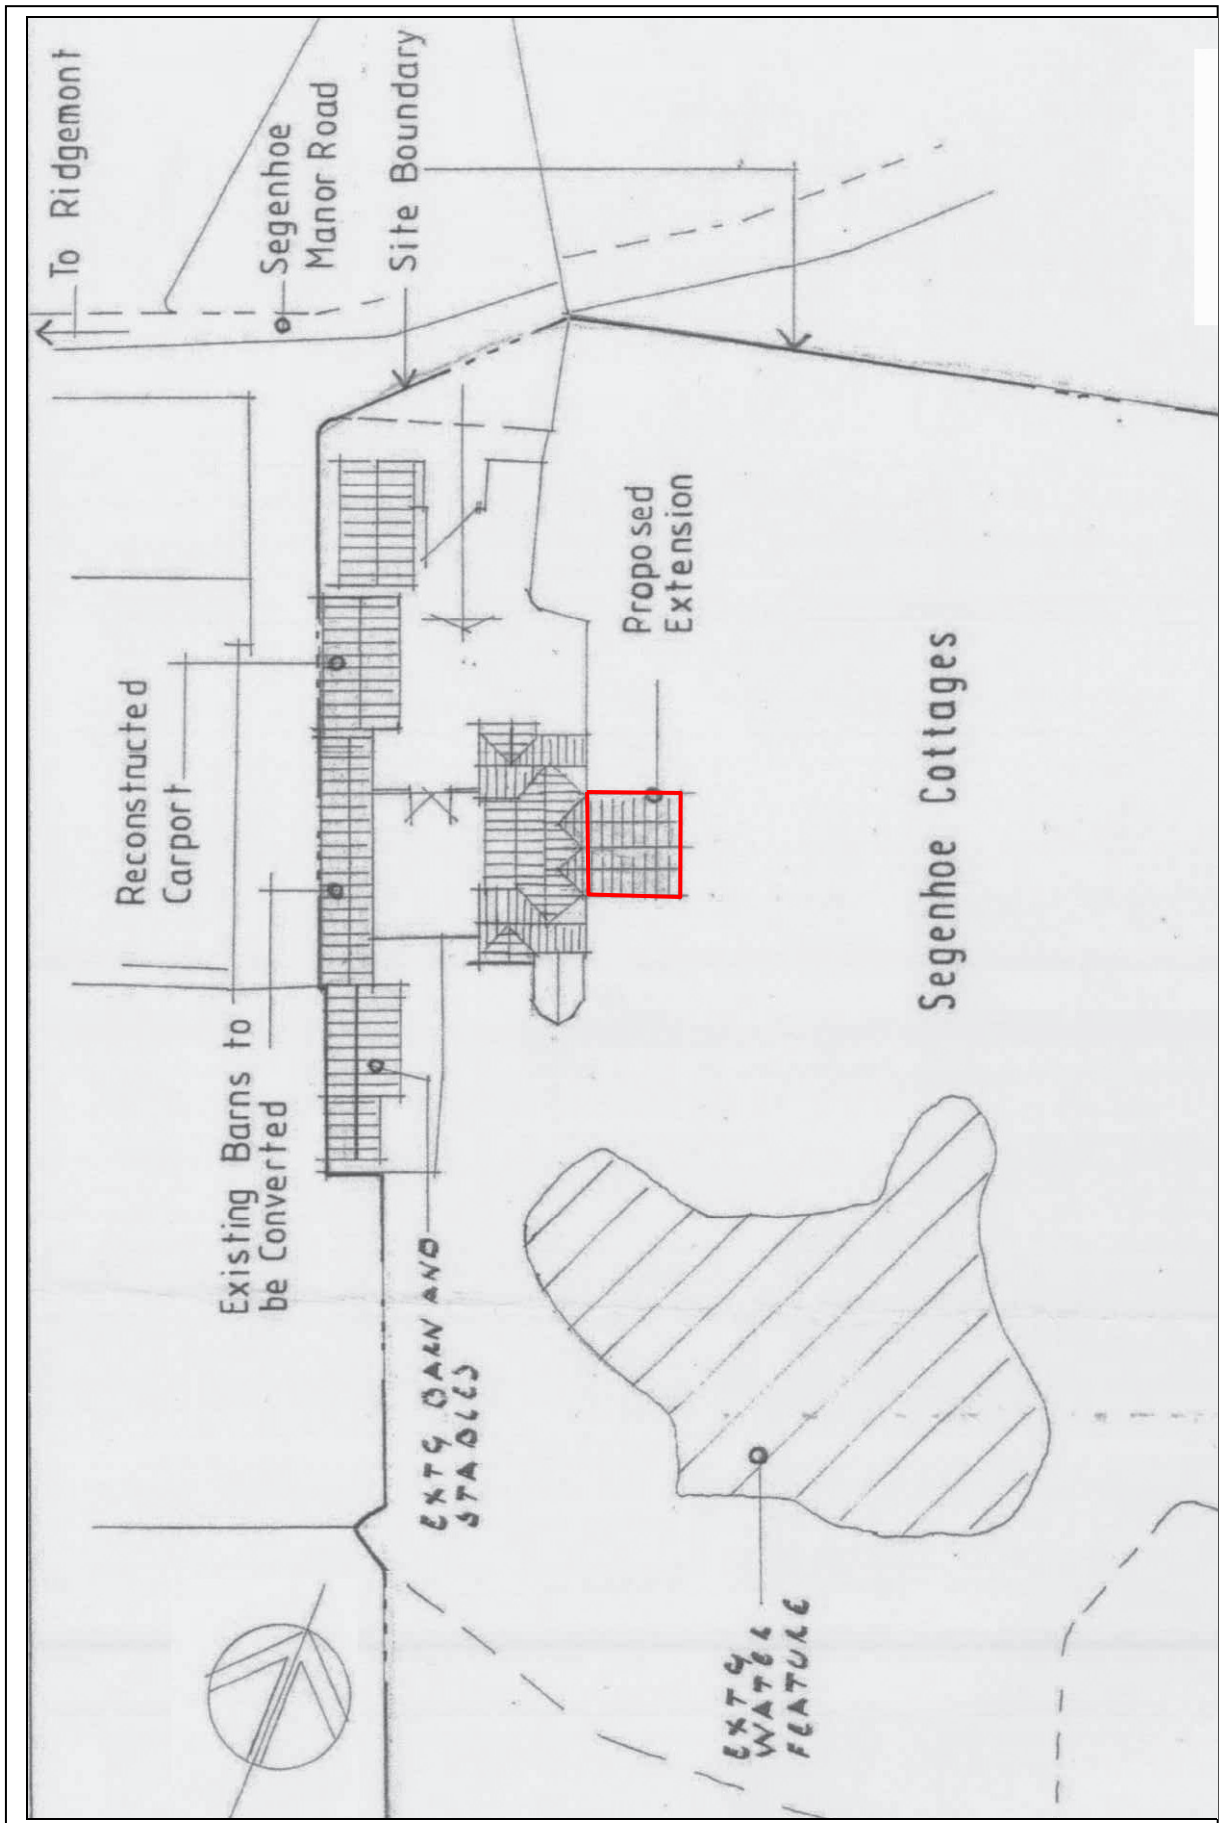 To Ridgemont
Segenhoe
Manor Road
Site Boundary
Reconstructed
Carport
Proposed
Extension
Existing Barns to
be Converted
Segenhoe Cottages
EXTG BARN AND
STABLES
EXTG
WATER
FEATURE